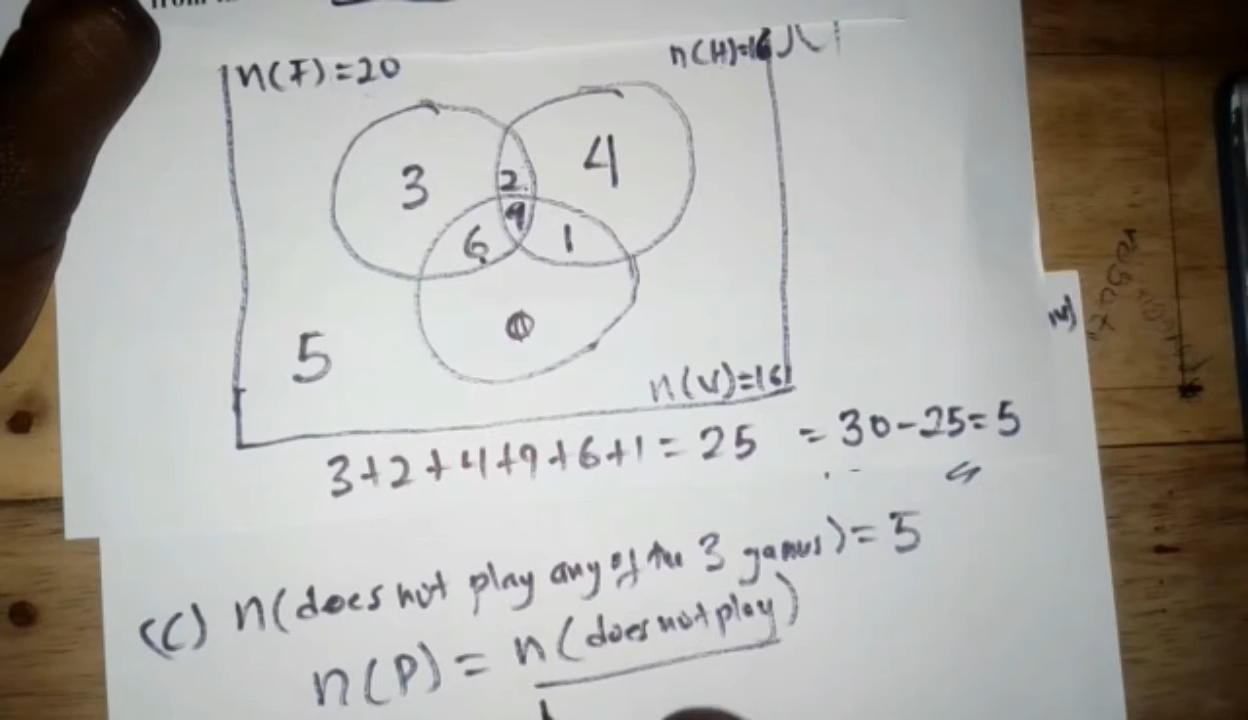 n(F)=20
n(H)=16
3
2
4
9
6
1
0
5
n(V)=16
3+2+4+9+6+1=25 = 30-25=5
(C) n(does not play any of the 3 games)=5
n(P) = n(does not play)